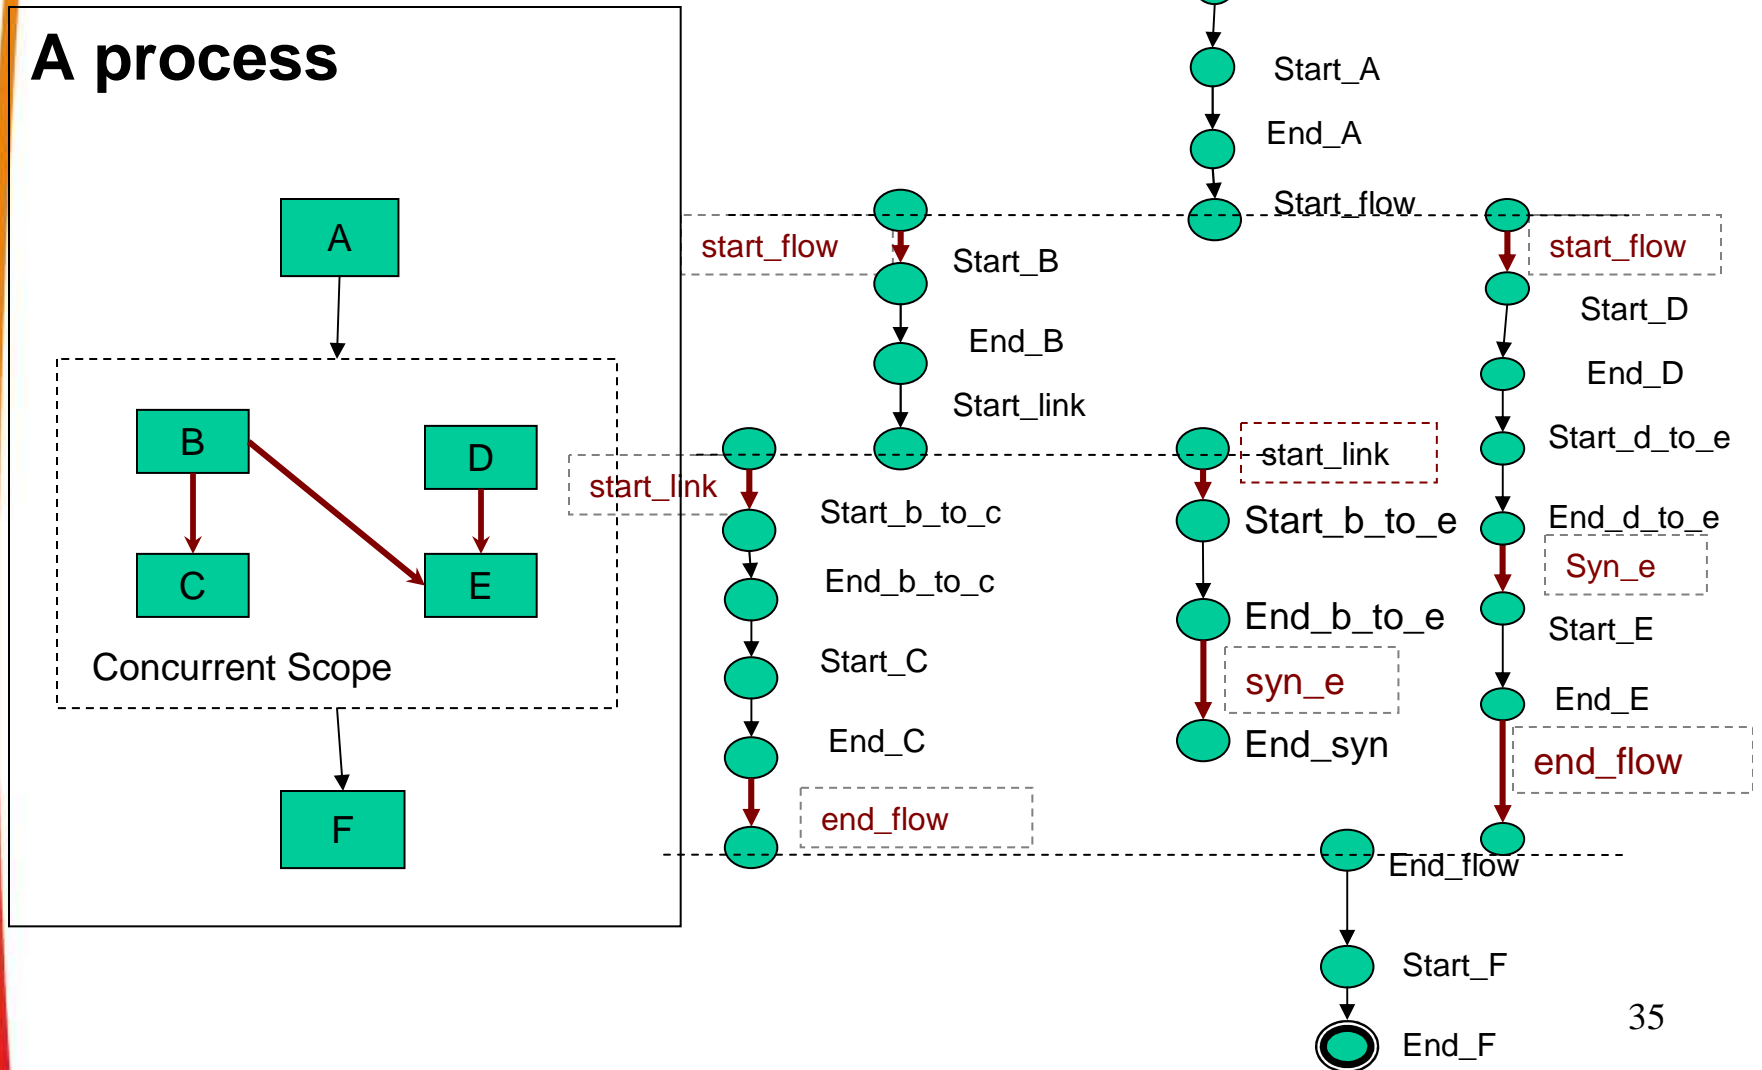 A process
A
B
D
C
E
Concurrent Scope
F
Start_A
End_A
Start_flow
start_flow
Start_B
End_B
Start_link
start_flow
Start_D
End_D
Start_d_to_e
End_d_to_e
Syn_e
Start_E
End_E
end_flow
start_link
Start_b_to_c
End_b_to_c
Start_C
End_C
end_flow
start_link
Start_b_to_e
End_b_to_e
syn_e
End_syn
End_flow
Start_F
End_F
35